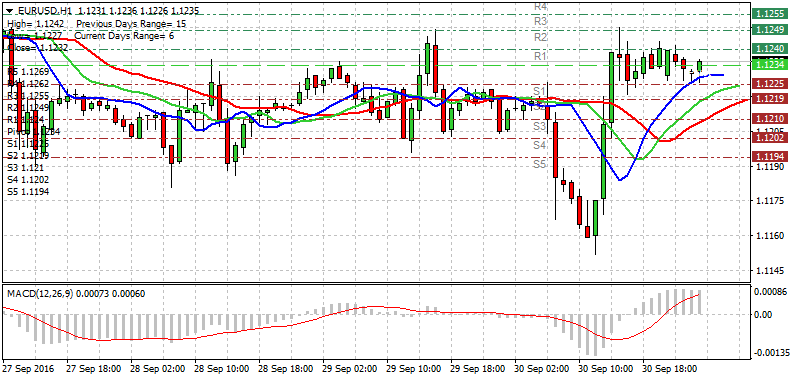 EURUSD,H1 1.1231 1.1236 1.1226 1.1235
High= 1.1242 Previous Days Range= 15
1.1227 Current Days Range= 6
Close= 1.1232
R5 1.1269
1.1262
R3 1.1255
R2 1.1249
R1 1.124
Pivot 1.1234
S1 1.1226
S2 1.1219
S3 1.121
S4 1.1202
S5 1.1194
R4
R3
R2
R1
S1
S3
S4
S5
1.1255
1.1249
1.1240
1.1234
1.1225
1.1219
1.1210
1.1205
1.1202
1.1194
1.1190
1.1175
1.1160
1.1145
MACD(12,26,9) 0.00073 0.00060
0.00086
0.00
-0.00135
27 Sep 2016 27 Sep 18:00 28 Sep 02:00 28 Sep 10:00 28 Sep 18:00 29 Sep 02:00 29 Sep 10:00 29 Sep 18:00 30 Sep 02:00 30 Sep 10:00 30 Sep 18:00